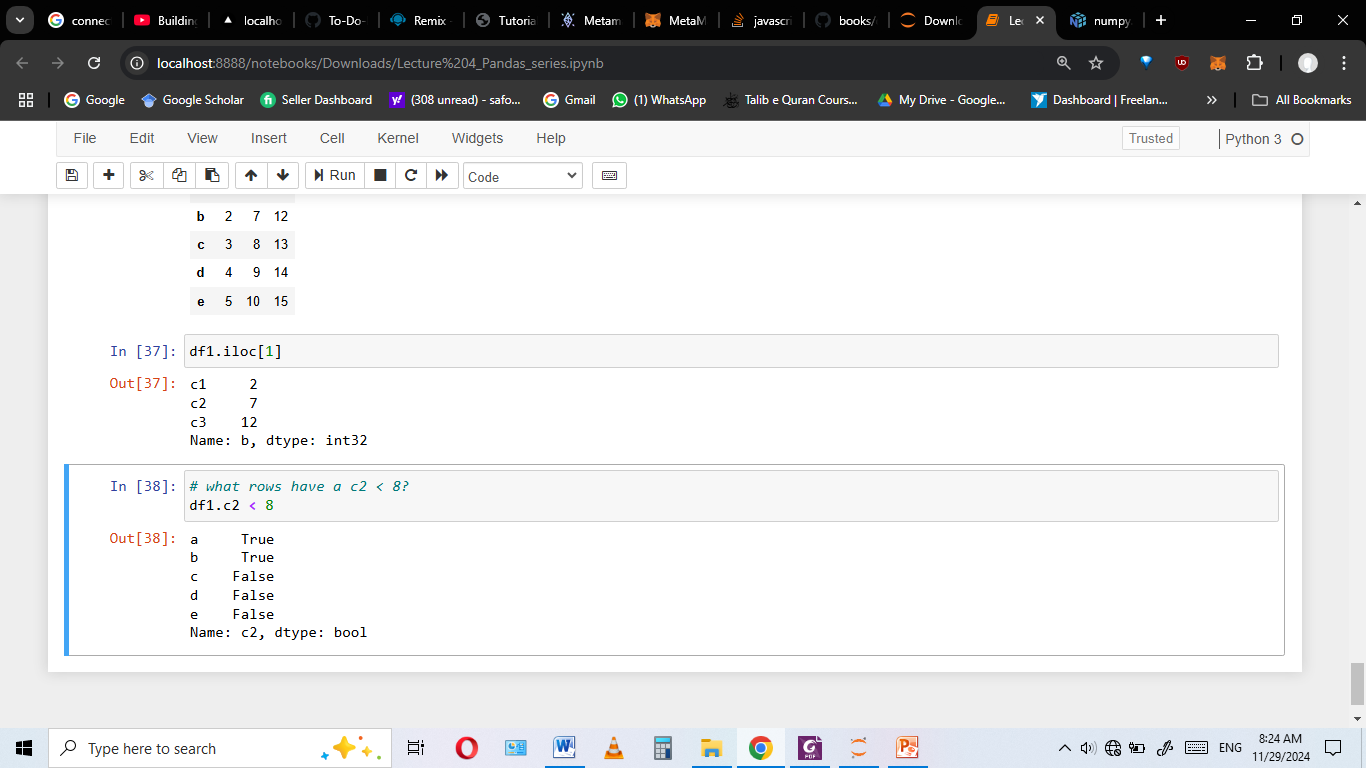 connec
Building
localho
To-Do-
Remix -
Tutoria
Metam
MetaM
javascri
books/
Downlo
Lec
numpy.
localhost:8888/notebooks/Downloads/Lecture%204_Pandas_series.ipynb
Google
Google Scholar
Seller Dashboard
(308 unread) - safo...
Gmail
(1) WhatsApp
Talib e Quran Cours...
My Drive - Google...
Dashboard | Freelan...
»
All Bookmarks
File Edit View Insert Cell Kernel Widgets Help
Trusted
Python 3
Run
Code
b 2 7 12
c 3 8 13
d 4 9 14
e 5 10 15
In [37]: df1.iloc[1]
Out[37]: c1 2
c2 7
c3 12
Name: b, dtype: int32
In [38]: # what rows have a c2 < 8?
df1.c2 < 8
Out[38]: a True
b True
c False
d False
e False
Name: c2, dtype: bool
Type here to search
ENG
8:24 AM
11/29/2024